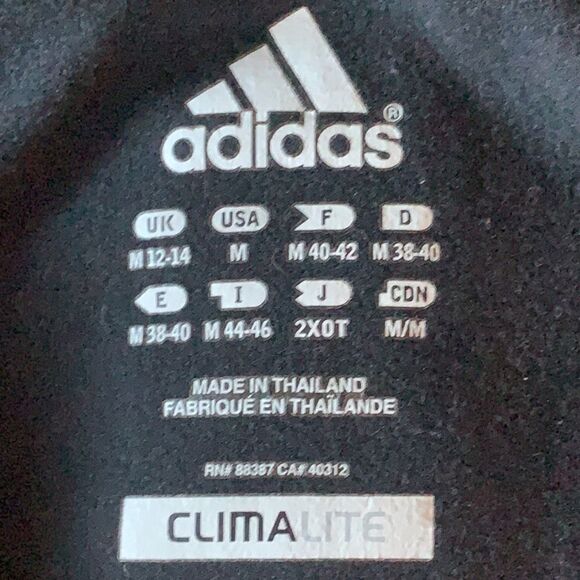 adidas®
UK USA F D
M 12-14 M M 40-42 M 38-40
E I J CDN
M 38-40 M 44-46 2XOT M/M
MADE IN THAILAND
FABRIQUÉ EN THAÏLANDE
RN# 88387 CA# 40312
CLIMALITE